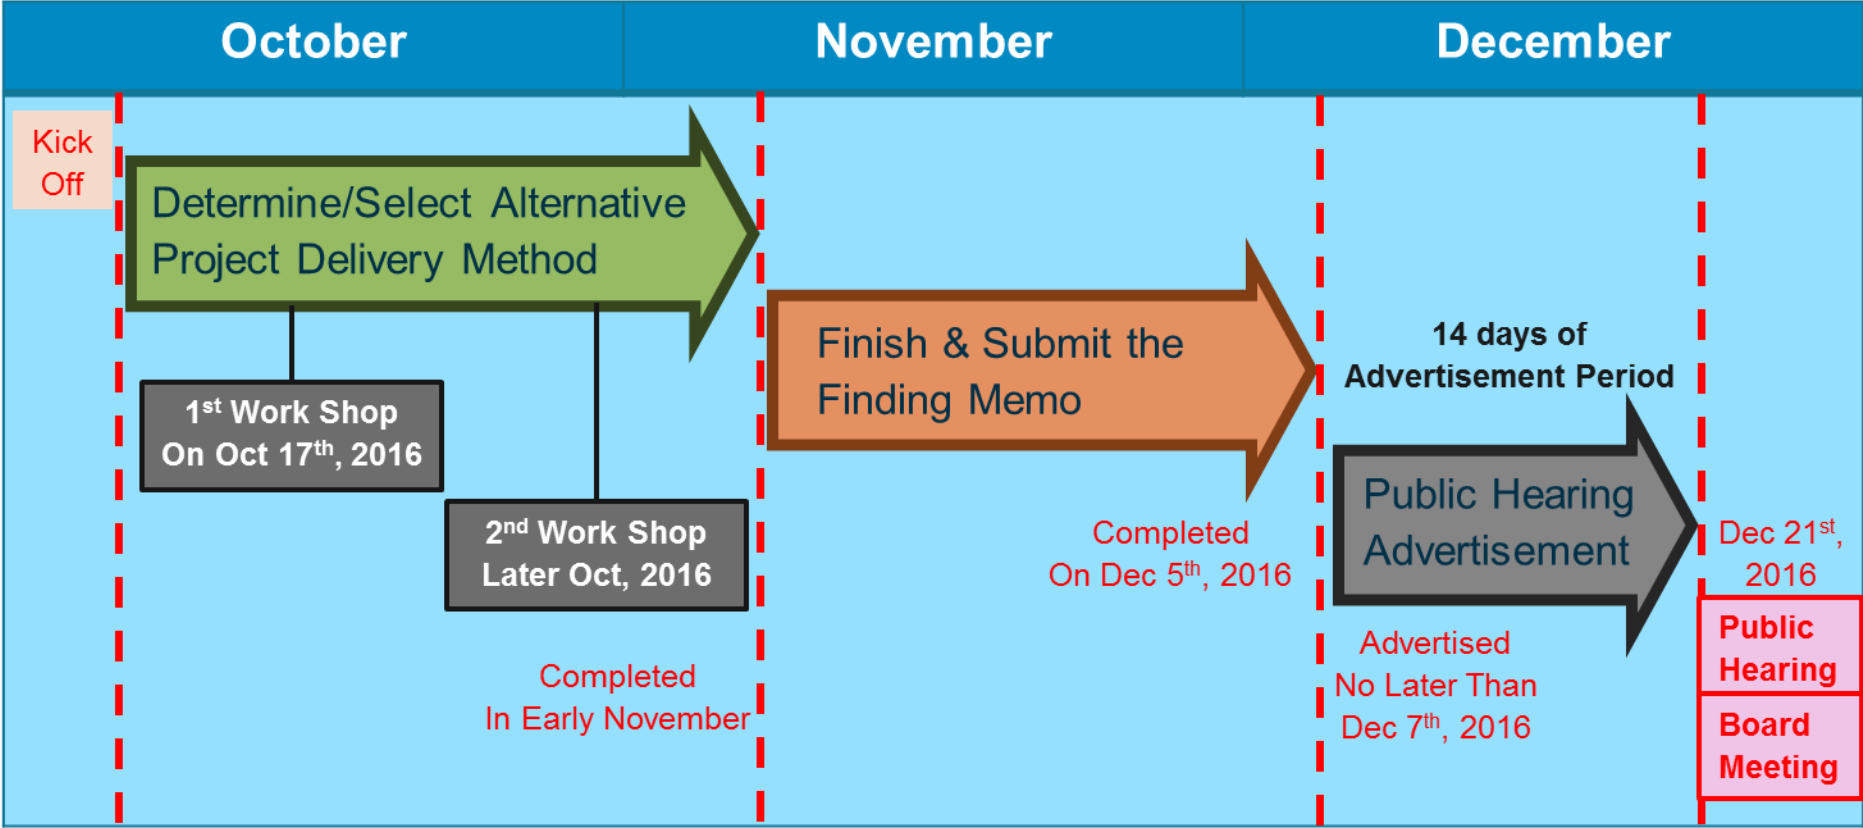 October
November
December
Kick
Off
Determine/Select Alternative
Project Delivery Method
1st Work Shop
On Oct 17th, 2016
2nd Work Shop
Later Oct, 2016
Completed
In Early November
Finish & Submit the
Finding Memo
Completed
On Dec 5th, 2016
14 days of
Advertisement Period
Public Hearing
Advertisement
Advertised
No Later Than
Dec 7th, 2016
Dec 21st,
2016
Public
Hearing
Board
Meeting